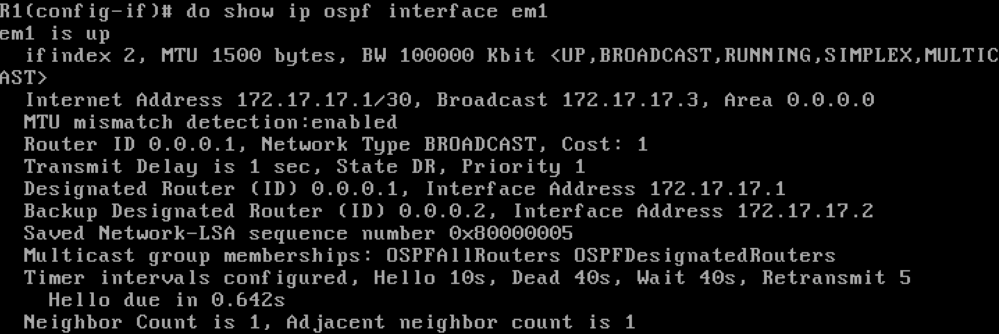 R1(config-if)# do show ip ospf interface em1
em1 is up
  ifindex 2, MTU 1500 bytes, BW 100000 Kbit <UP,BROADCAST,RUNNING,SIMPLEX,MULTIC
AST>
  Internet Address 172.17.17.1/30, Broadcast 172.17.17.3, Area 0.0.0.0
  MTU mismatch detection:enabled
  Router ID 0.0.0.1, Network Type BROADCAST, Cost: 1
  Transmit Delay is 1 sec, State DR, Priority 1
  Designated Router (ID) 0.0.0.1, Interface Address 172.17.17.1
  Backup Designated Router (ID) 0.0.0.2, Interface Address 172.17.17.2
  Saved Network-LSA sequence number 0x80000005
  Multicast group memberships: OSPFAllRouters OSPFDesignatedRouters
  Timer intervals configured, Hello 10s, Dead 40s, Wait 40s, Retransmit 5
    Hello due in 0.642s
  Neighbor Count is 1, Adjacent neighbor count is 1